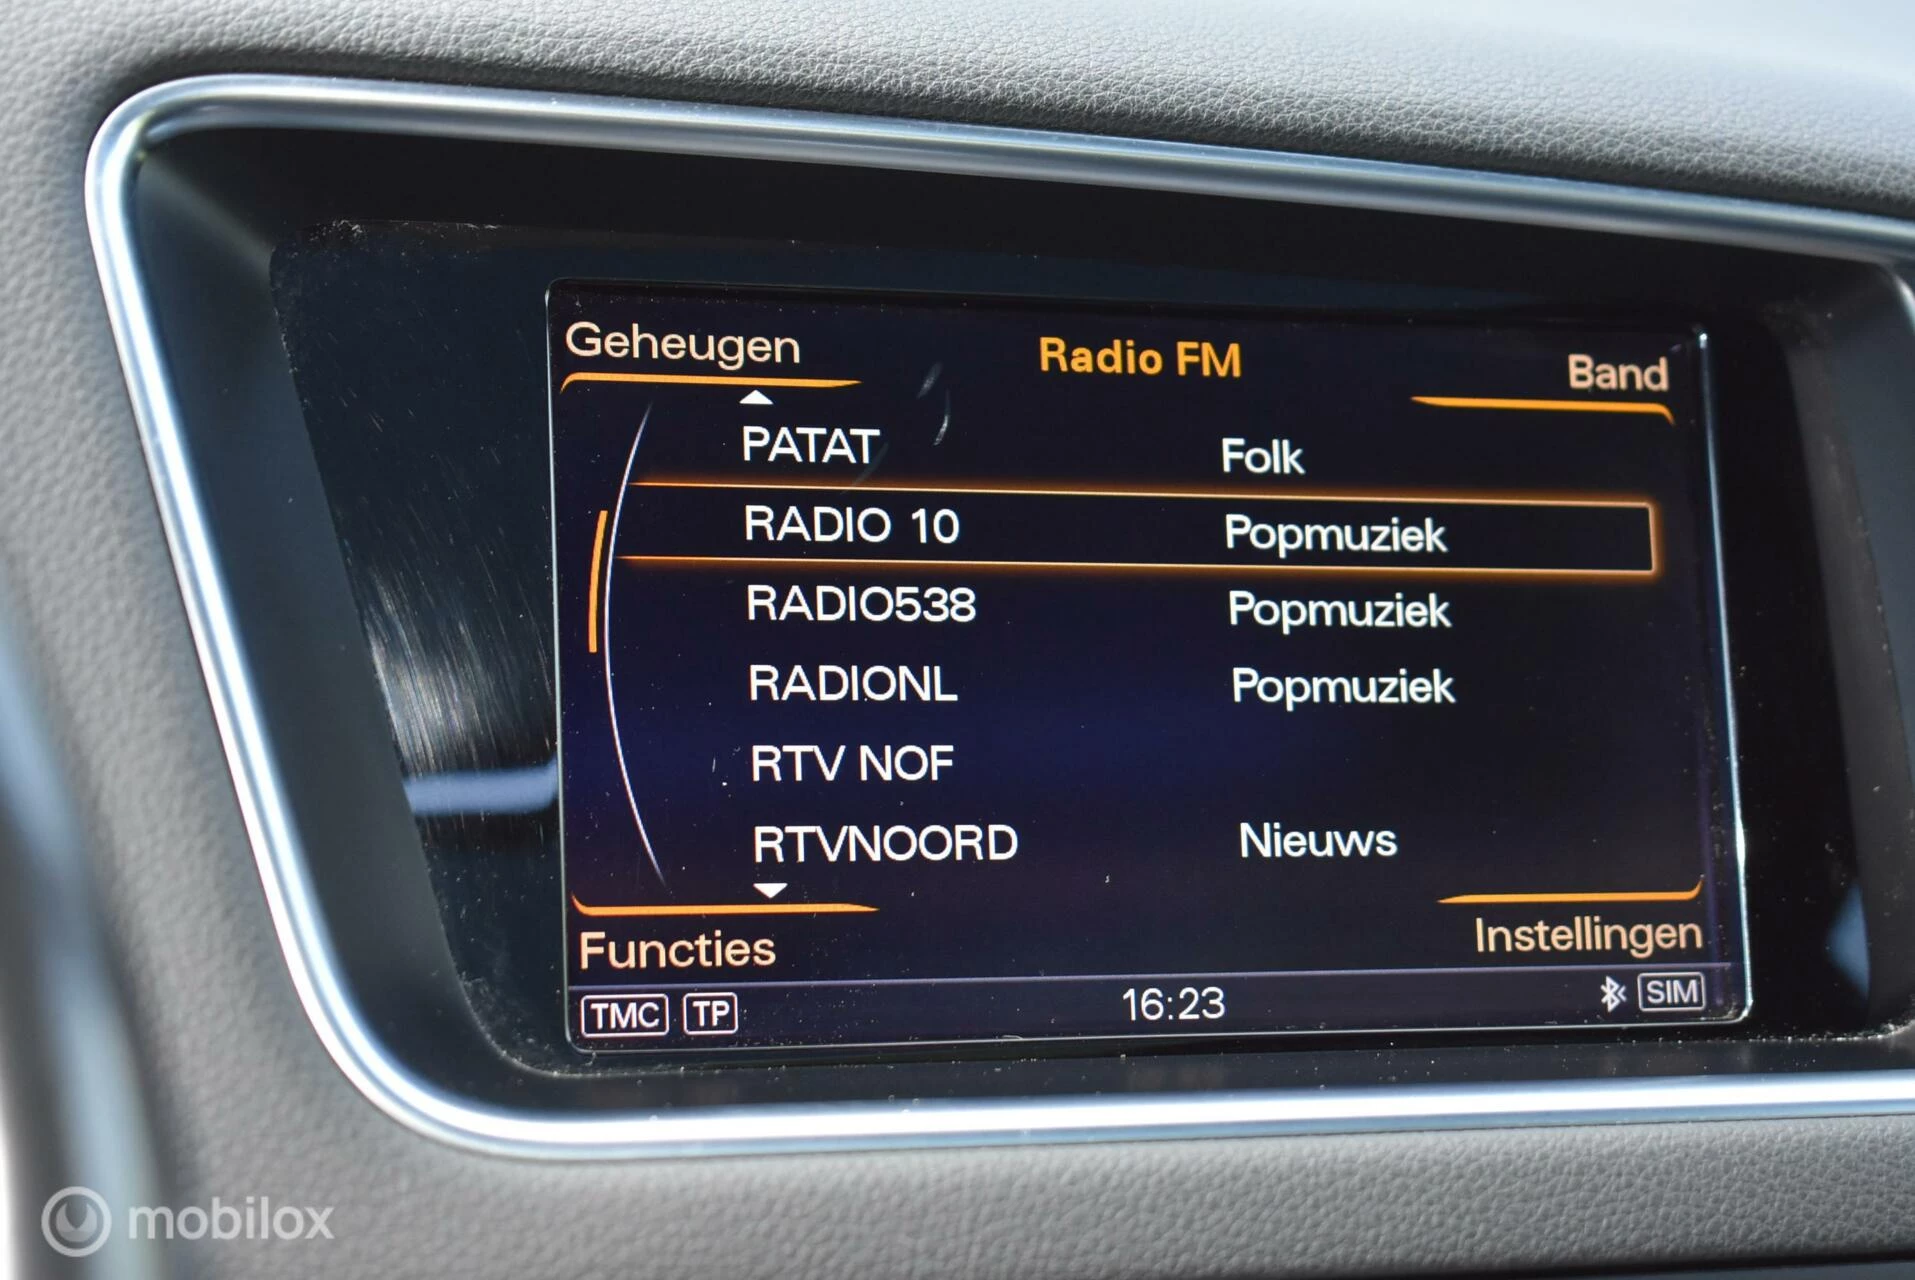 Geheugen Radio FM Band
PATAT Folk
RADIO 10 Popmuziek
RADIO538 Popmuziek
RADIONL Popmuziek
RTV NOF
RTVNOORD Nieuws
Functies Instellingen
TMC TP 16:23 SIM
mobilox